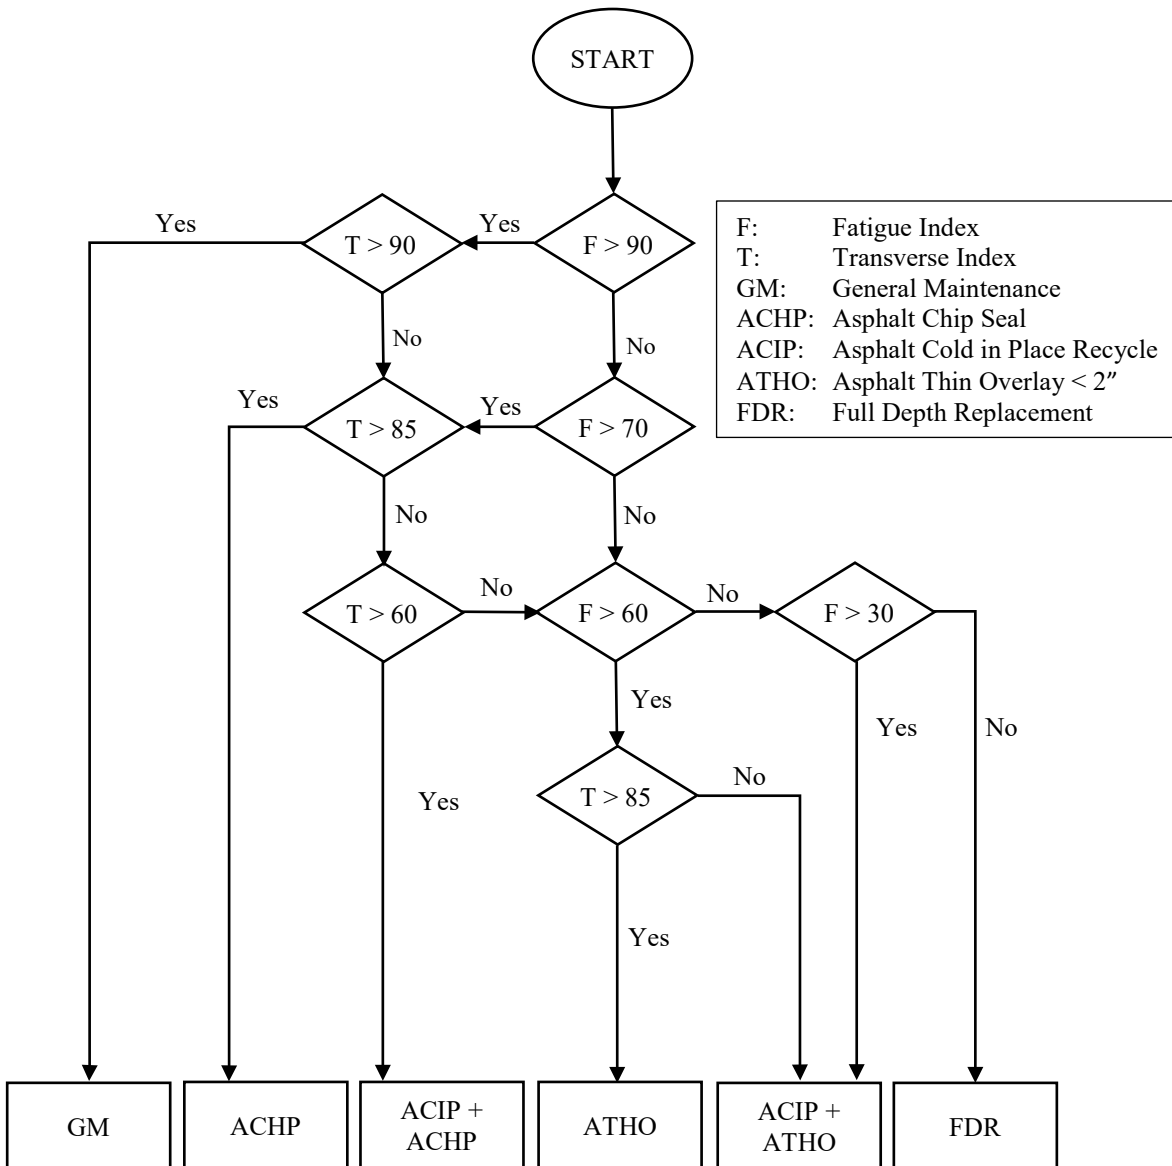 START
Yes
T > 90
Yes
F > 90
No
No
F: Fatigue Index
T: Transverse Index
GM: General Maintenance
ACHP: Asphalt Chip Seal
ACIP: Asphalt Cold in Place Recycle
ATHO: Asphalt Thin Overlay < 2″
FDR: Full Depth Replacement
Yes
T > 85
Yes
F > 70
No
No
T > 60
No
F > 60
No
F > 30
Yes
Yes
No
T > 85
No
Yes
Yes
GM
ACHP
ACIP +
ACHP
ATHO
ACIP +
ATHO
FDR